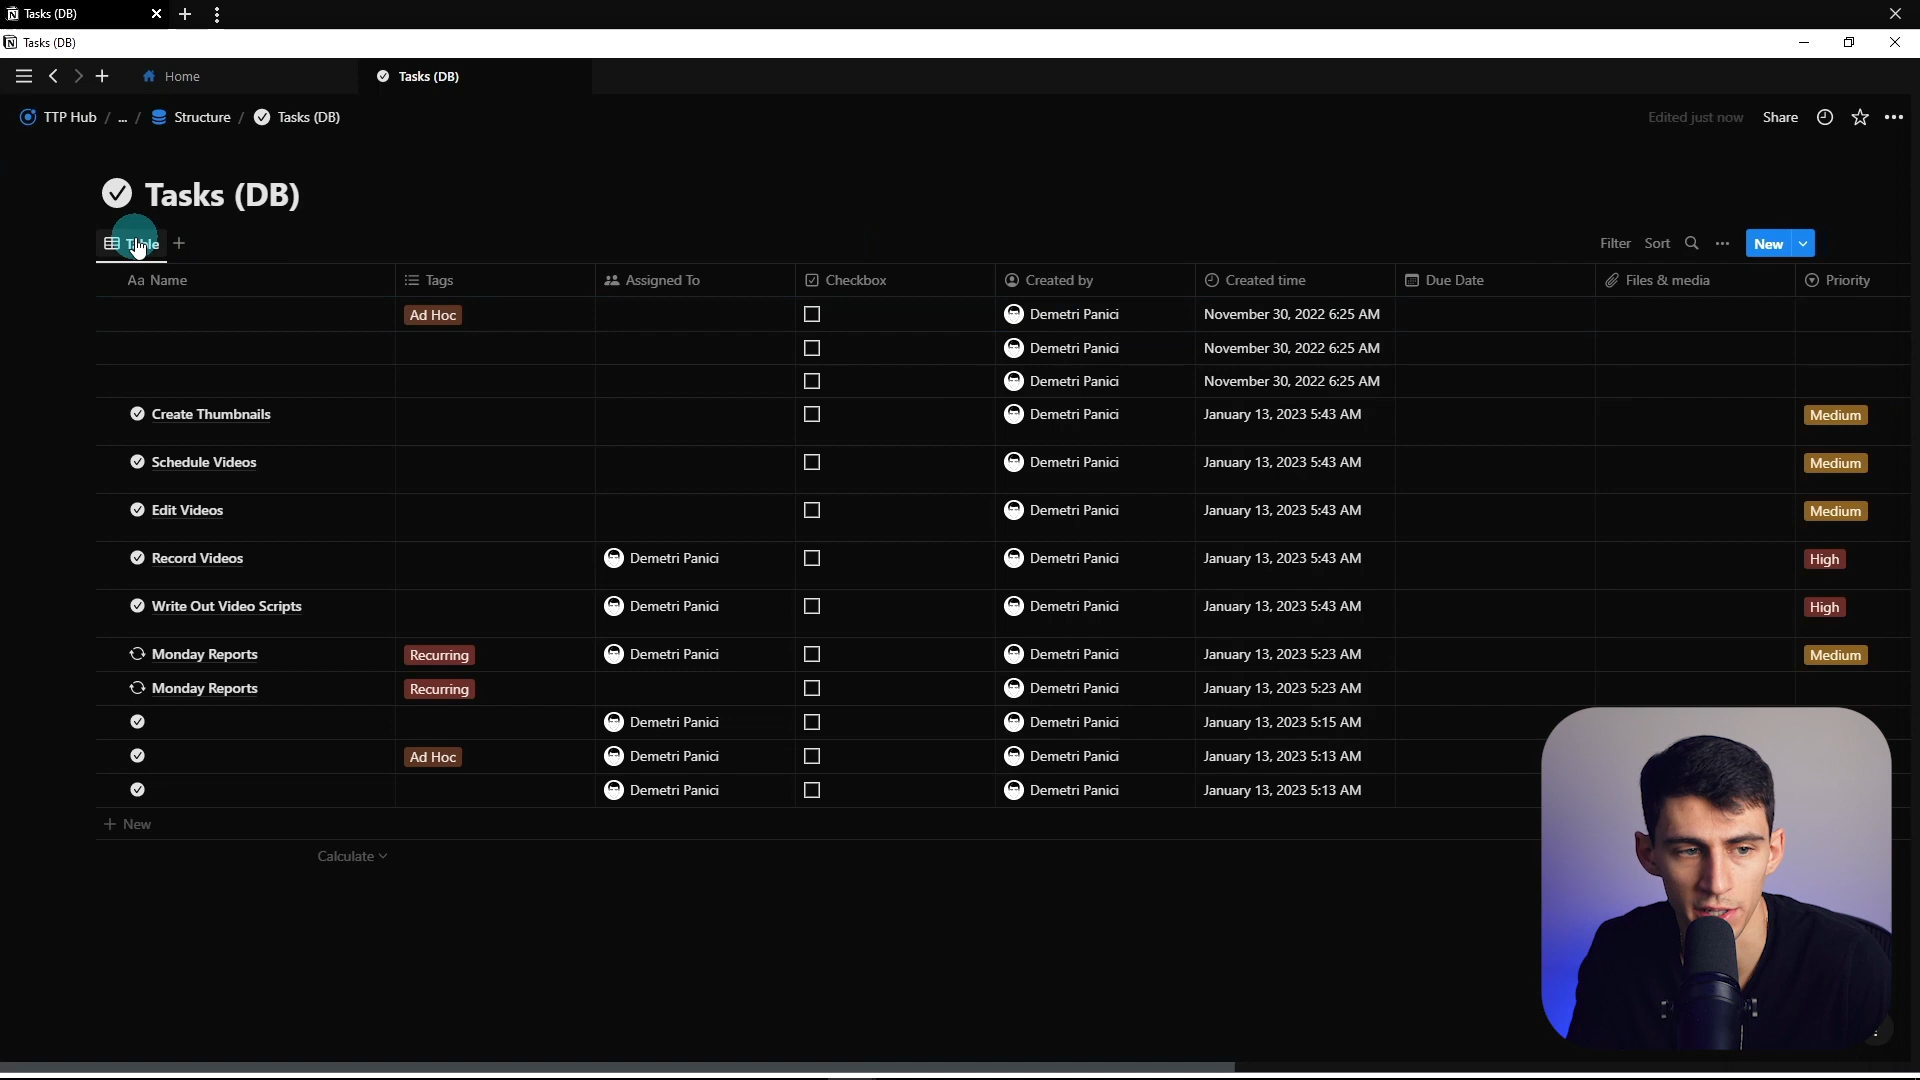 Tasks (DB)
Tasks (DB)
Home
Tasks (DB)
TTP Hub / ... / Structure / Tasks (DB)
Edited just now Share
Tasks (DB)
Table
Filter Sort New
Aa Name Tags Assigned To Checkbox Created by Created time Due Date Files & media Priority
Ad Hoc Demetri Panici November 30, 2022 6:25 AM
Demetri Panici November 30, 2022 6:25 AM
Demetri Panici November 30, 2022 6:25 AM
Create Thumbnails Demetri Panici January 13, 2023 5:43 AM Medium
Schedule Videos Demetri Panici January 13, 2023 5:43 AM Medium
Edit Videos Demetri Panici January 13, 2023 5:43 AM Medium
Record Videos Demetri Panici Demetri Panici January 13, 2023 5:43 AM High
Write Out Video Scripts Demetri Panici Demetri Panici January 13, 2023 5:43 AM High
Monday Reports Recurring Demetri Panici Demetri Panici January 13, 2023 5:23 AM Medium
Monday Reports Recurring Demetri Panici January 13, 2023 5:23 AM
Demetri Panici Demetri Panici January 13, 2023 5:15 AM
Ad Hoc Demetri Panici Demetri Panici January 13, 2023 5:13 AM
Demetri Panici Demetri Panici January 13, 2023 5:13 AM
+ New
Calculate